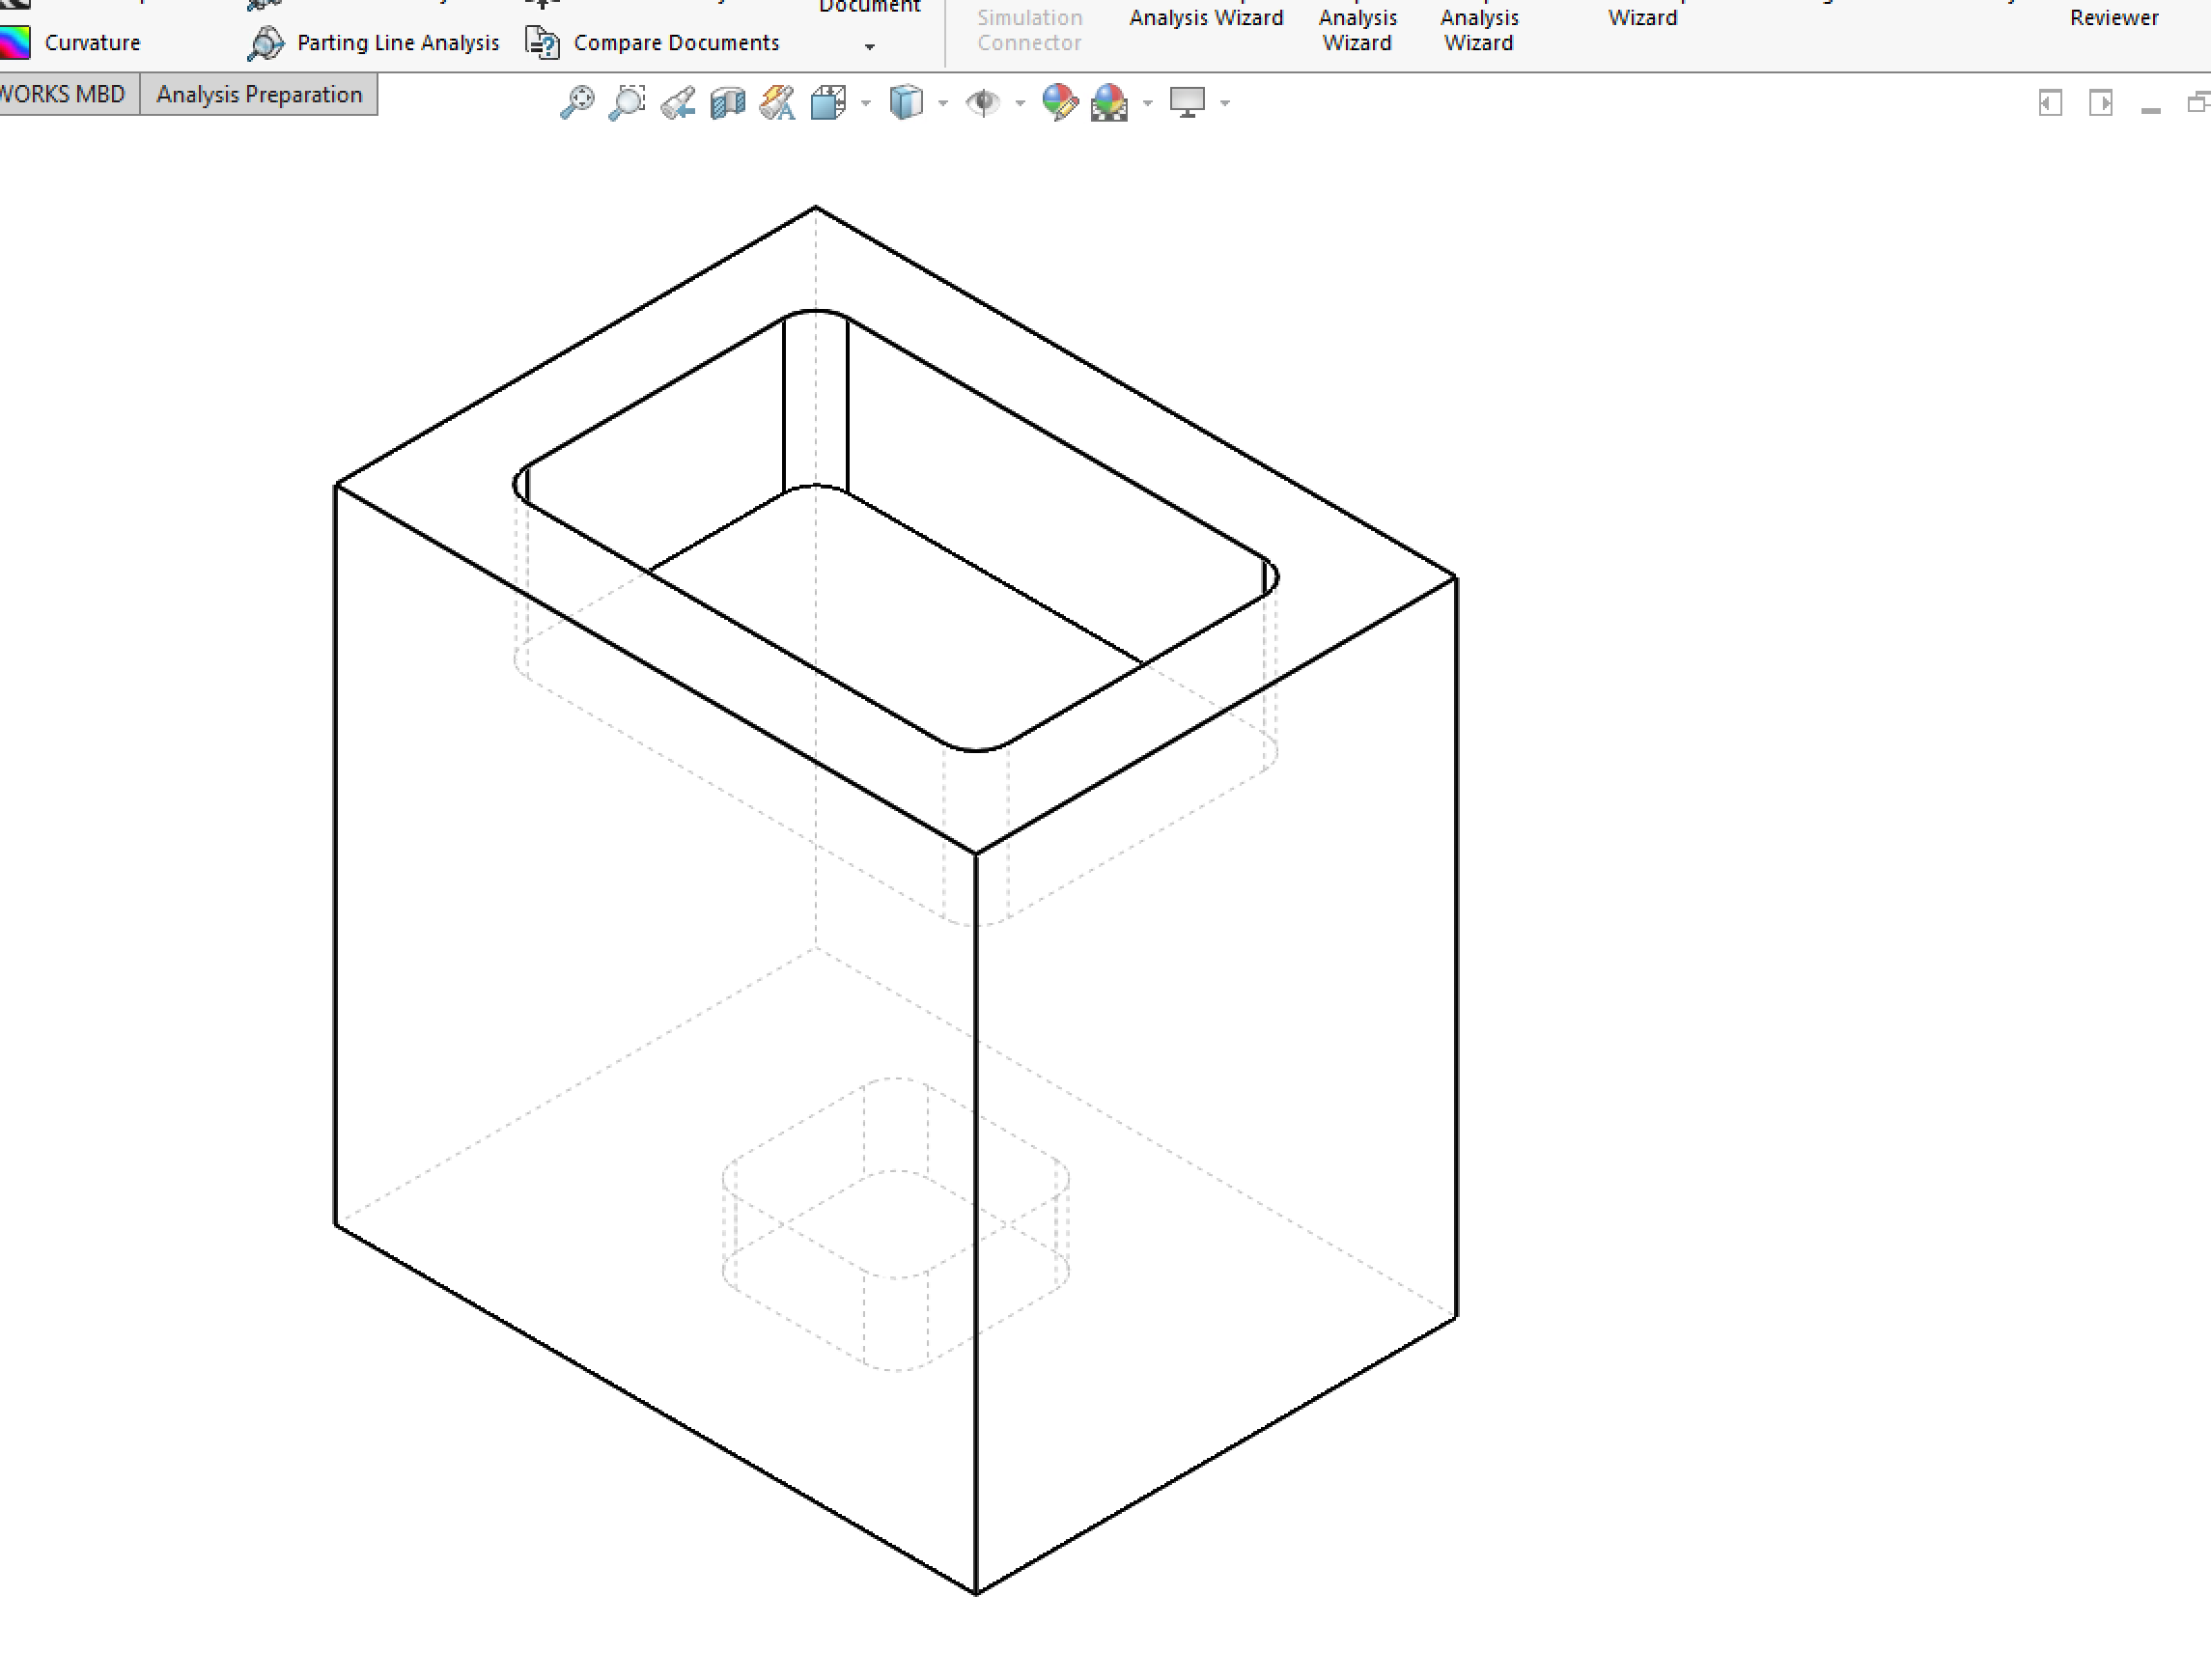 Document
Simulation Analysis Wizard Analysis Analysis Wizard Reviewer
Curvature Parting Line Analysis Compare Documents Connector Wizard Wizard
WORKS MBD Analysis Preparation